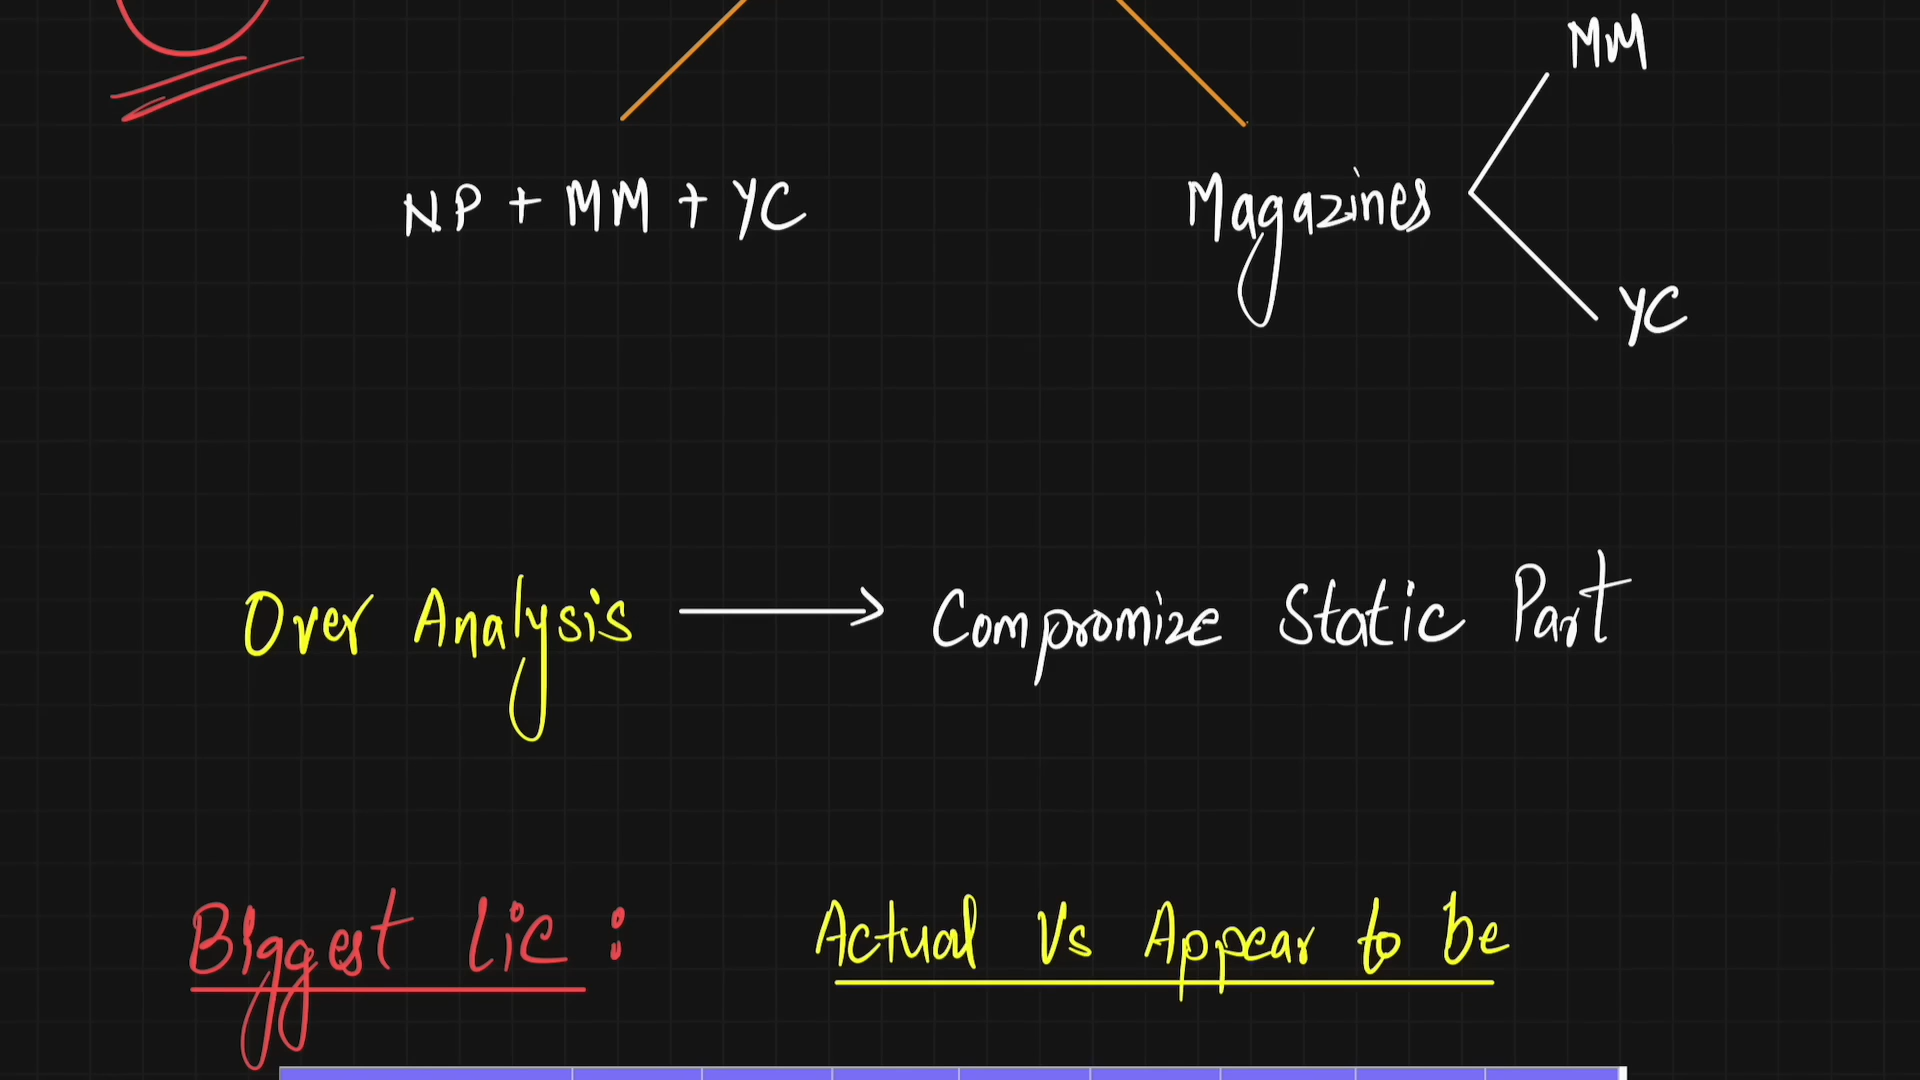 MM
NP + MM + YC
Magazines
YC
Over Analysis → Compromize Static Part
Biggest Lie : Actual Vs Appear to be